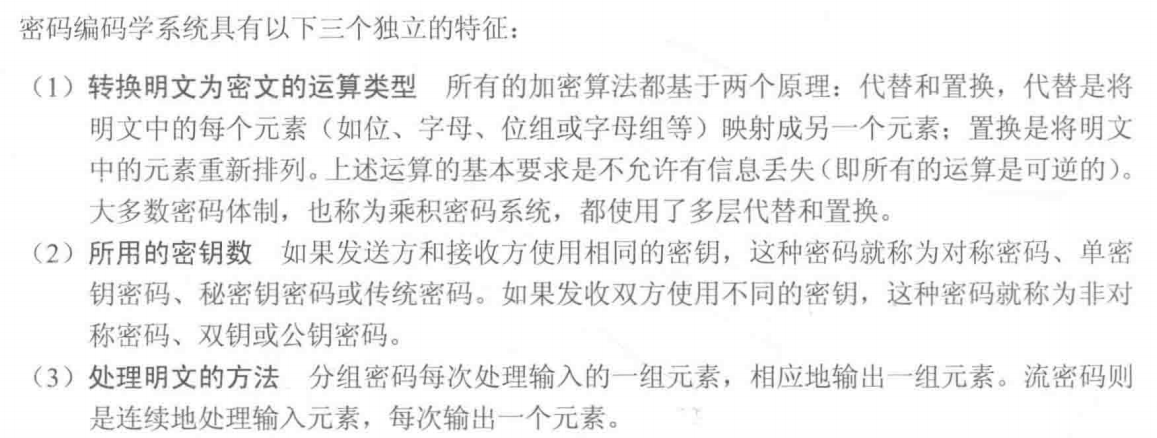 密码编码学系统具有以下三个独立的特征：
（1）转换明文为密文的运算类型　所有的加密算法都基于两个原理：代替和置换，代替是将
明文中的每个元素（如位、字母、位组或字母组等）映射成另一个元素；置换是将明文
中的元素重新排列。上述运算的基本要求是不允许有信息丢失（即所有的运算是可逆的）。
大多数密码体制，也称为乘积密码系统，都使用了多层代替和置换。
（2）所用的密钥数　如果发送方和接收方使用相同的密钥，这种密码就称为对称密码、单密
钥密码、秘密钥密码或传统密码。如果发收双方使用不同的密钥，这种密码就称为非对
称密码、双钥或公钥密码。
（3）处理明文的方法　分组密码每次处理输入的一组元素，相应地输出一组元素。流密码则
是连续地处理输入元素，每次输出一个元素。